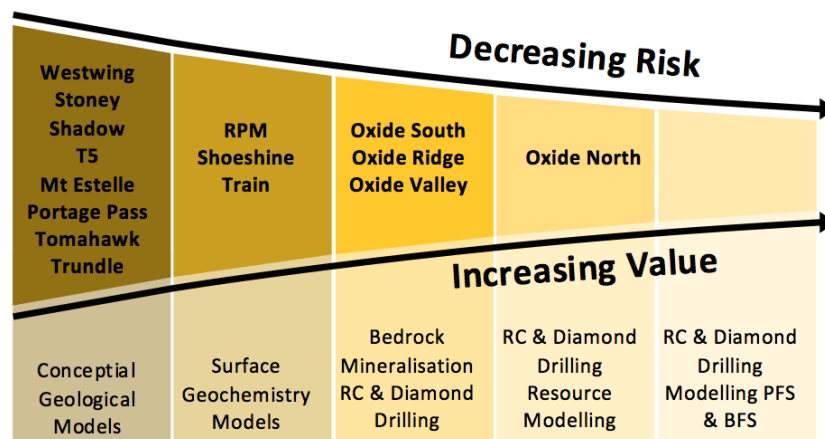 Decreasing Risk
Westwing
Stoney
Shadow
T5
Mt Estelle
Portage Pass
Tomahawk
Trundle
RPM
Shoeshine
Train
Oxide South
Oxide Ridge
Oxide Valley
Oxide North
Increasing Value
Conceptial
Geological
Models
Surface
Geochemistry
Models
Bedrock
Mineralisation
RC & Diamond
Drilling
RC & Diamond
Drilling
Resource
Modelling
RC & Diamond
Drilling
Modelling PFS
& BFS